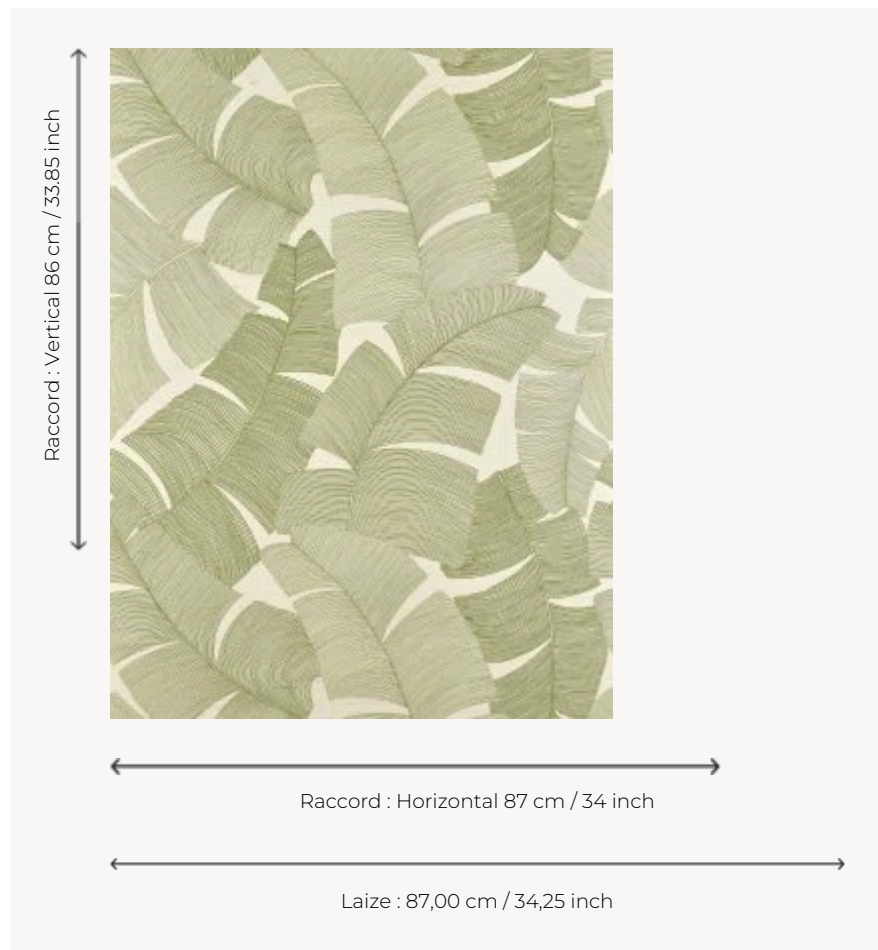 Raccord : Vertical 86 cm / 33.85 inch
Raccord : Horizontal 87 cm / 34 inch
Laize : 87,00 cm / 34,25 inch